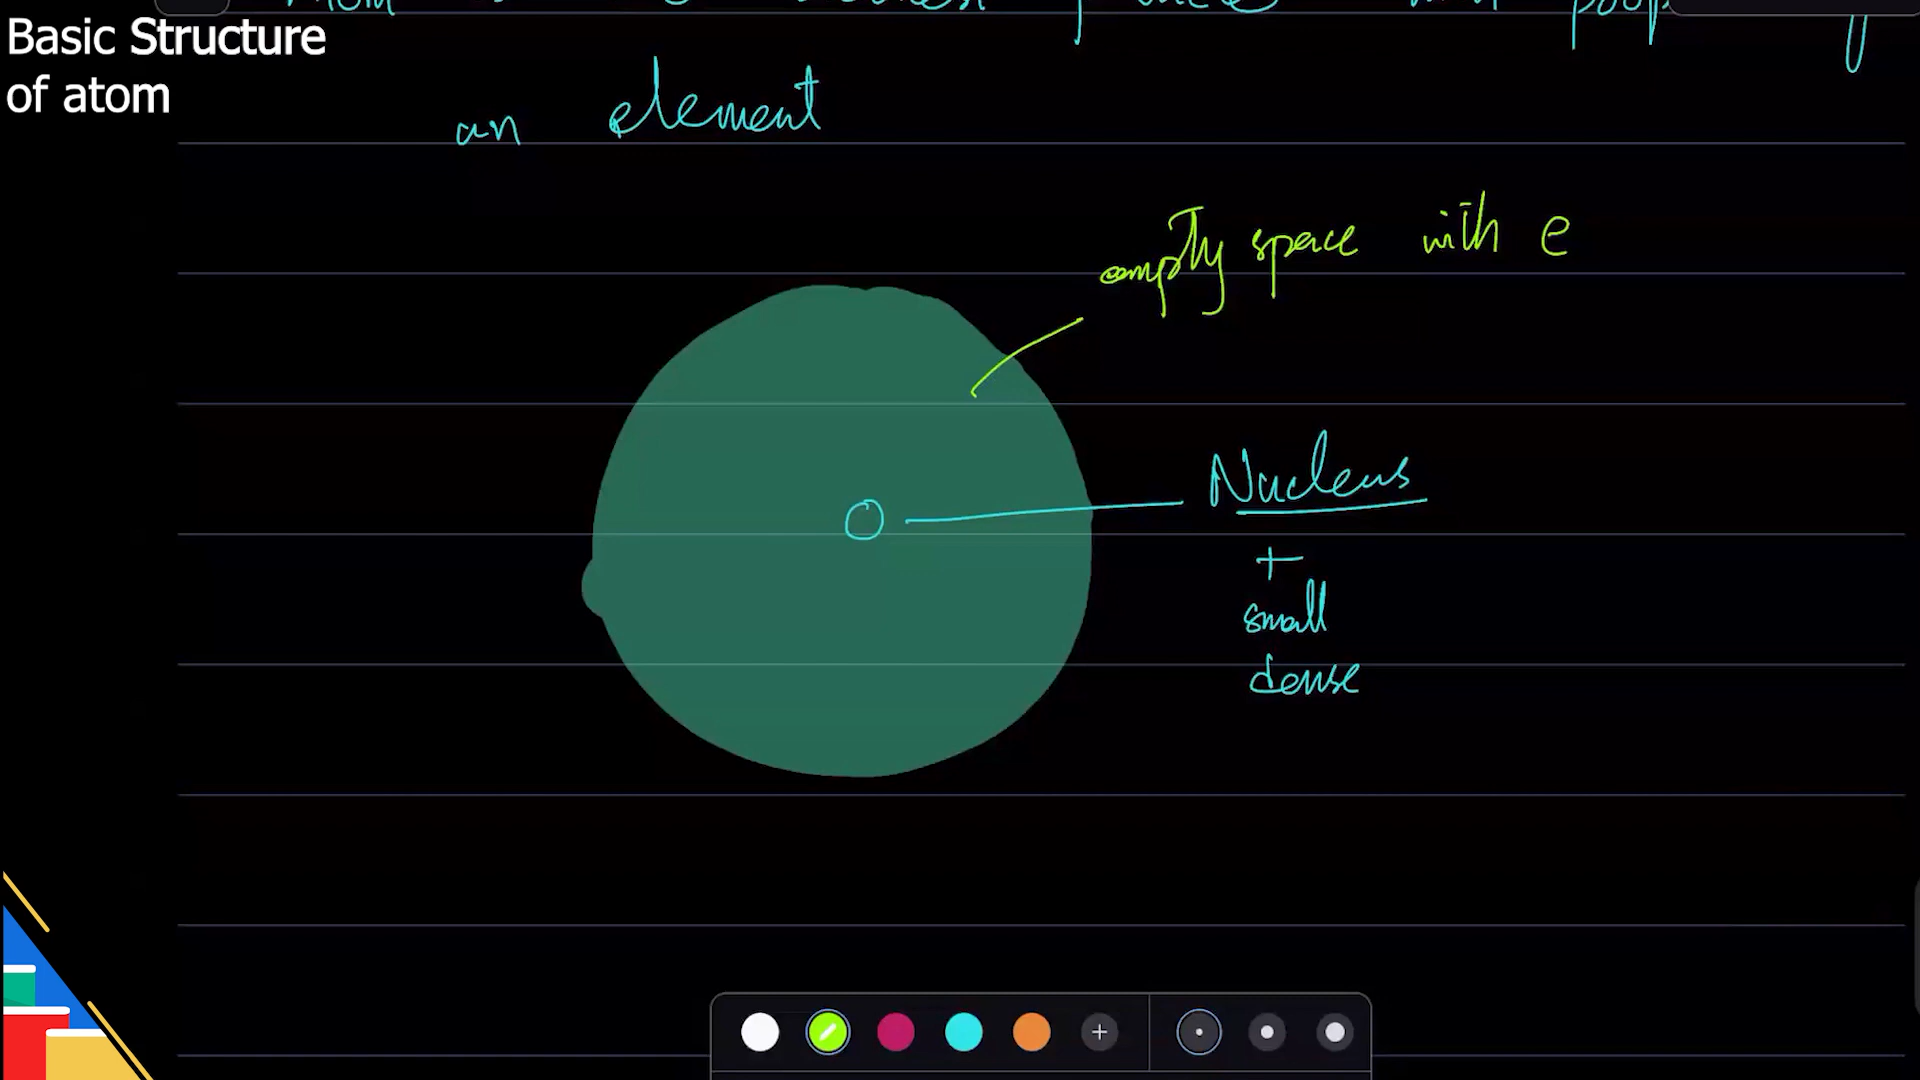 Basic Structure
of atom
an element
empty space with e
Nucleus
+
small
dense